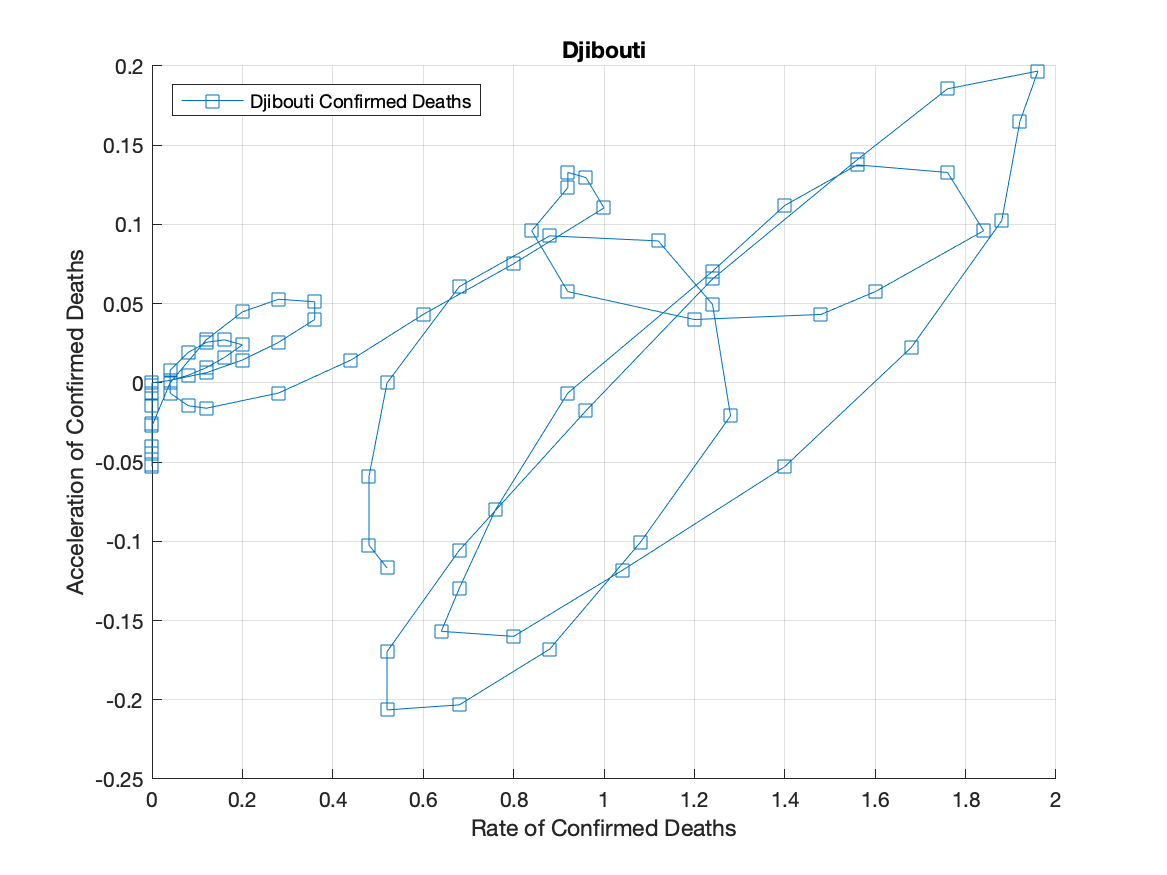 Djibouti
Djibouti Confirmed Deaths
0.2
0.15
0.1
0.05
0
-0.05
-0.1
-0.15
-0.2
-0.25
Acceleration of Confirmed Deaths
0 0.2 0.4 0.6 0.8 1 1.2 1.4 1.6 1.8 2
Rate of Confirmed Deaths